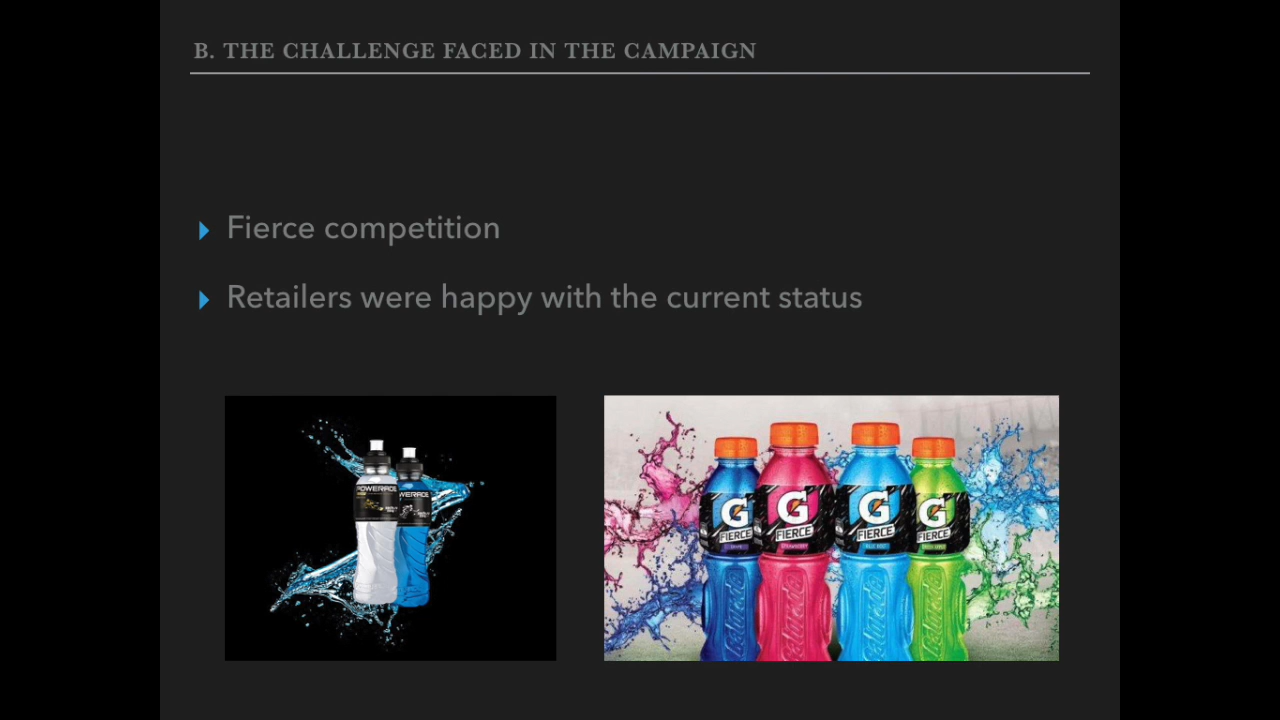 B. THE CHALLENGE FACED IN THE CAMPAIGN
Fierce competition
Retailers were happy with the current status
POWERADE
G G G G
FIERCE FIERCE FIERCE FIERCE
STRAWBERRY